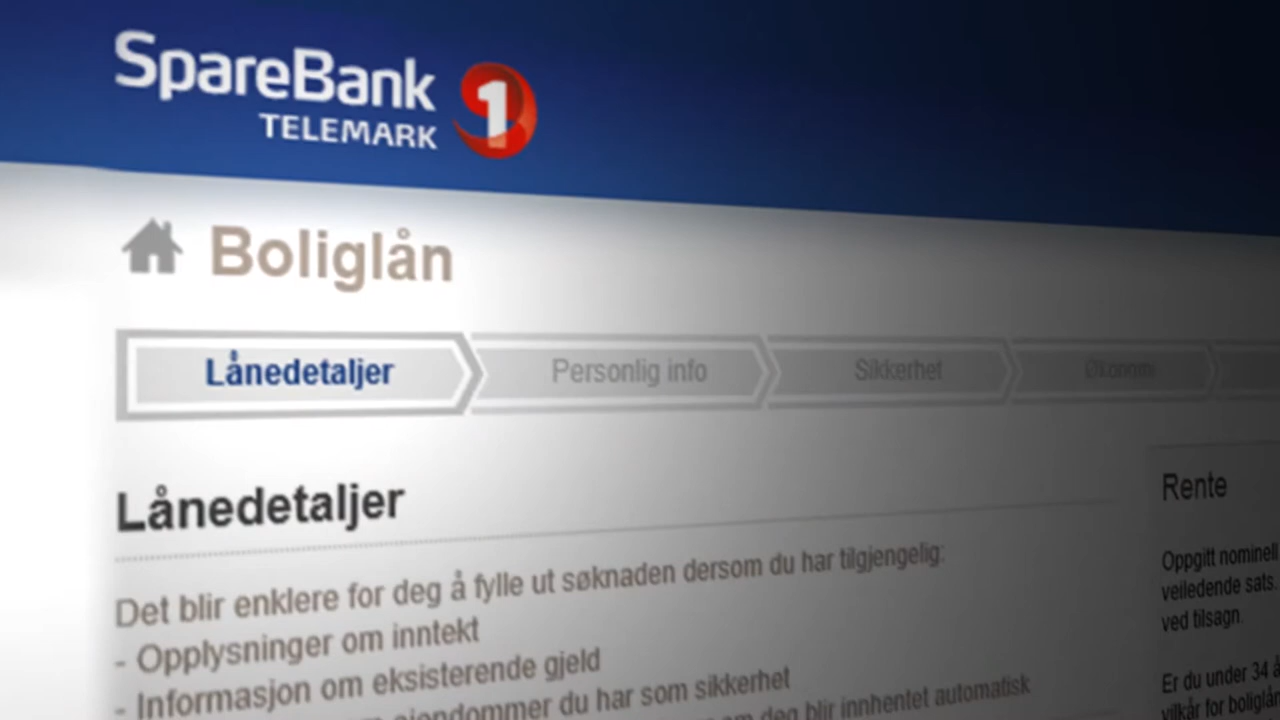 SpareBank 1
TELEMARK
Boliglån
Lånedetaljer
Personlig info
Sikkerhet
Økonomi
Lånedetaljer
Det blir enklere for deg å fylle ut søknaden dersom du har tilgjengelig:
- Opplysninger om inntekt
- Informasjon om eksisterende gjeld
eiendommer du har som sikkerhet
deg blir innhentet automatisk
Rente
Oppgitt nominell
veiledende sats.
ved tilsagn.
Er du under 34 å
vilkår for boliglån